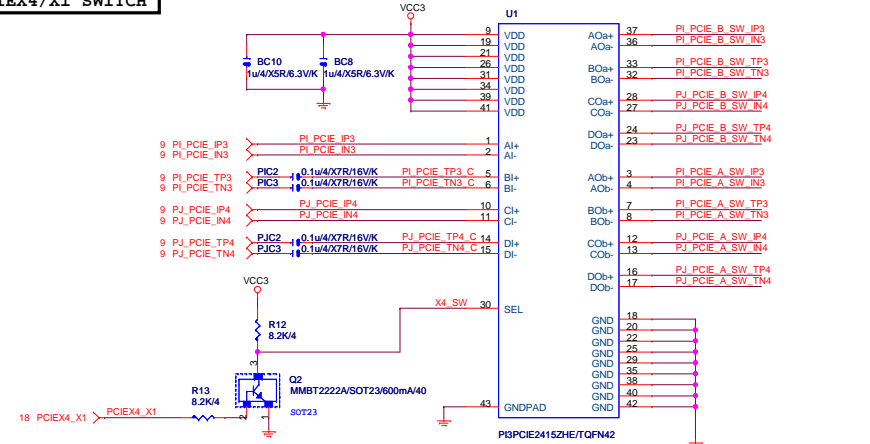 IEX4/X1 SWITCH
VCC3
U1
BC10
1u/4/X5R/6.3V/K
BC8
1u/4/X5R/6.3V/K
9 VDD
19 VDD
21 VDD
26 VDD
31 VDD
34 VDD
39 VDD
41 VDD
AOa+ 37 PI_PCIE_B_SW_IP3
AOa- 36 PI_PCIE_B_SW_IN3
BOa+ 33 PI_PCIE_B_SW_TP3
BOa- 32 PI_PCIE_B_SW_TN3
COa+ 28 PJ_PCIE_B_SW_IP4
COa- 27 PJ_PCIE_B_SW_IN4
DOa+ 24 PJ_PCIE_B_SW_TP4
DOa- 23 PJ_PCIE_B_SW_TN4
9 PI_PCIE_IP3 PI_PCIE_IP3 1 AI+
9 PI_PCIE_IN3 PI_PCIE_IN3 2 AI-
9 PI_PCIE_TP3 PIC2 0.1u/4/X7R/16V/K PI_PCIE_TP3_C 5 BI+
9 PI_PCIE_TN3 PIC3 0.1u/4/X7R/16V/K PI_PCIE_TN3_C 6 BI-
9 PJ_PCIE_IP4 PJ_PCIE_IP4 10 CI+
9 PJ_PCIE_IN4 PJ_PCIE_IN4 11 CI-
9 PJ_PCIE_TP4 PJC2 0.1u/4/X7R/16V/K PJ_PCIE_TP4_C 14 DI+
9 PJ_PCIE_TN4 PJC3 0.1u/4/X7R/16V/K PJ_PCIE_TN4_C 15 DI-
AOb+ 3 PI_PCIE_A_SW_IP3
AOb- 4 PI_PCIE_A_SW_IN3
BOb+ 7 PI_PCIE_A_SW_TP3
BOb- 8 PI_PCIE_A_SW_TN3
COb+ 12 PJ_PCIE_A_SW_IP4
COb- 13 PJ_PCIE_A_SW_IN4
DOb+ 16 PJ_PCIE_A_SW_TP4
DOb- 17 PJ_PCIE_A_SW_TN4
VCC3
X4_SW 30 SEL
R12
8.2K/4
GND 18
GND 20
GND 22
GND 25
GND 29
GND 35
GND 38
GND 40
GND 42
3
Q2
MMBT2222A/SOT23/600mA/40
SOT23
2
1
R13
8.2K/4
18 PCIEX4_X1 PCIEX4_X1
43 GNDPAD
PI3PCIE2415ZHE/TQFN42